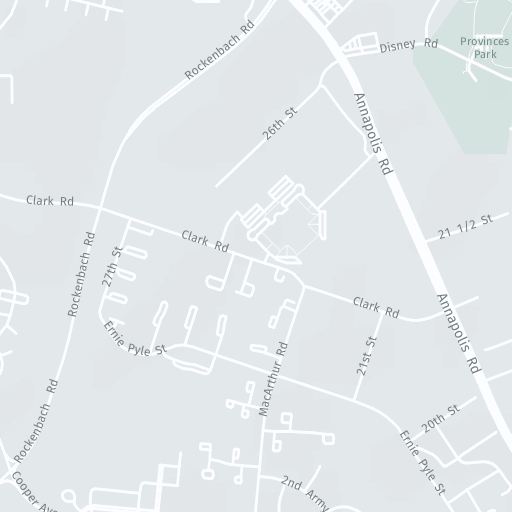 Provinces
Park
Disney Rd
Rockenbach Rd
26th St
Annapolis Rd
Clark Rd
21 1/2 St
Clark Rd
27th St
Rockenbach Rd
Clark Rd
Annapolis Rd
Ernie Pyle St
MacArthur Rd
21st St
Rockenbach Rd
20th St
Ernie Pyle St
Cooper Ave
2nd Army